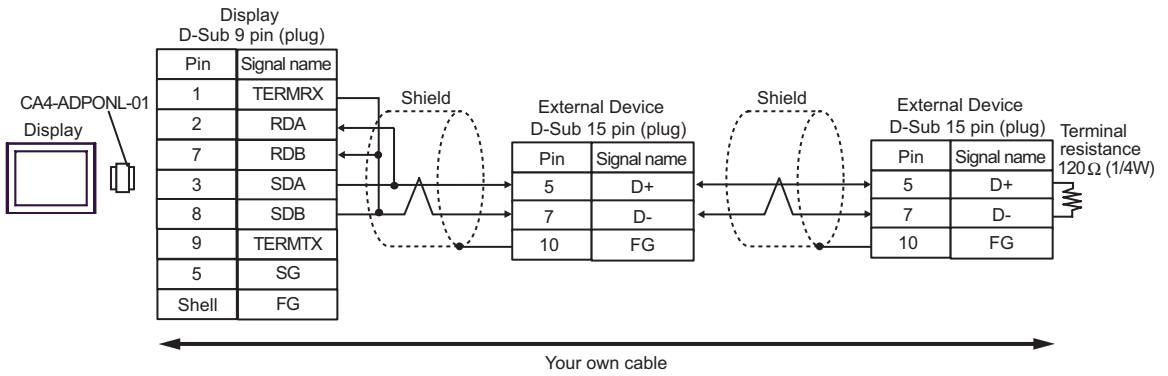 Display
D-Sub 9 pin (plug)
Pin Signal name
1 TERMRX
2 RDA
7 RDB
3 SDA
8 SDB
9 TERMTX
5 SG
Shell FG
CA4-ADPONL-01
Display
Shield
External Device
D-Sub 15 pin (plug)
Pin Signal name
5 D+
7 D-
10 FG
Shield
External Device
D-Sub 15 pin (plug)
Pin Signal name
5 D+
7 D-
10 FG
Terminal
resistance
120Ω (1/4W)
Your own cable